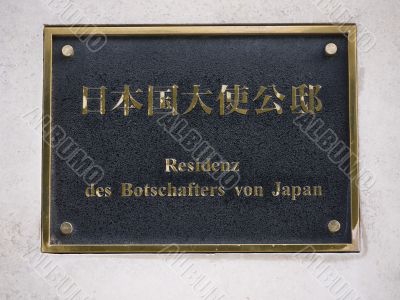 日本国大使公邸
Residenz
des Botschafters von Japan